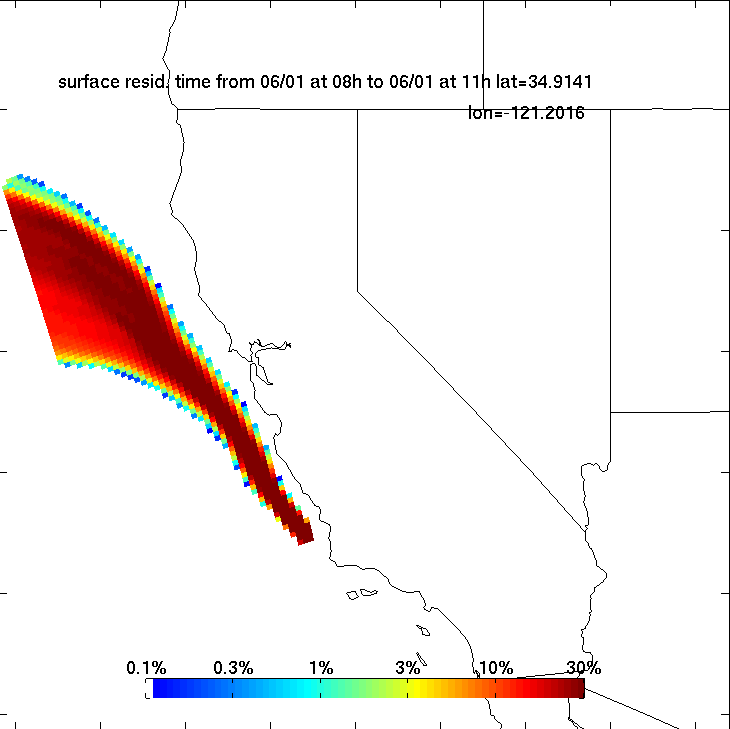 surface resid. time from 06/01 at 08h to 06/01 at 11h lat=34.9141
lon=-121.2016
0.1% 0.3% 1% 3% 10% 30%